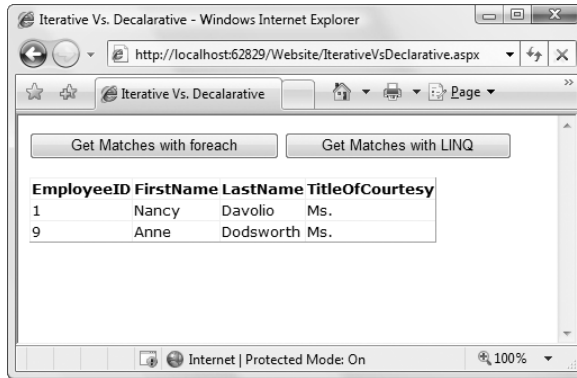 Iterative Vs. Decalarative - Windows Internet Explorer
http://localhost:62829/Website/IterativeVsDeclarative.aspx
Iterative Vs. Decalarative
Page
Get Matches with foreach Get Matches with LINQ
EmployeeID FirstName LastName TitleOfCourtesy
1 Nancy Davolio Ms.
9 Anne Dodsworth Ms.
Internet | Protected Mode: On 100%